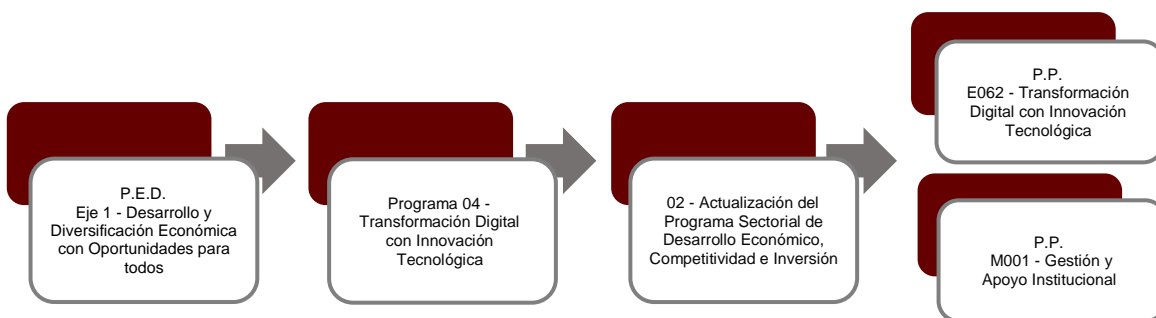 P.E.D.
Eje 1 - Desarrollo y
Diversificación Económica
con Oportunidades para
todos
Programa 04 -
Transformación Digital
con Innovación
Tecnológica
02 - Actualización del
Programa Sectorial de
Desarrollo Económico,
Competitividad e Inversión
P.P.
E062 - Transformación
Digital con Innovación
Tecnológica
P.P.
M001 - Gestión y
Apoyo Institucional